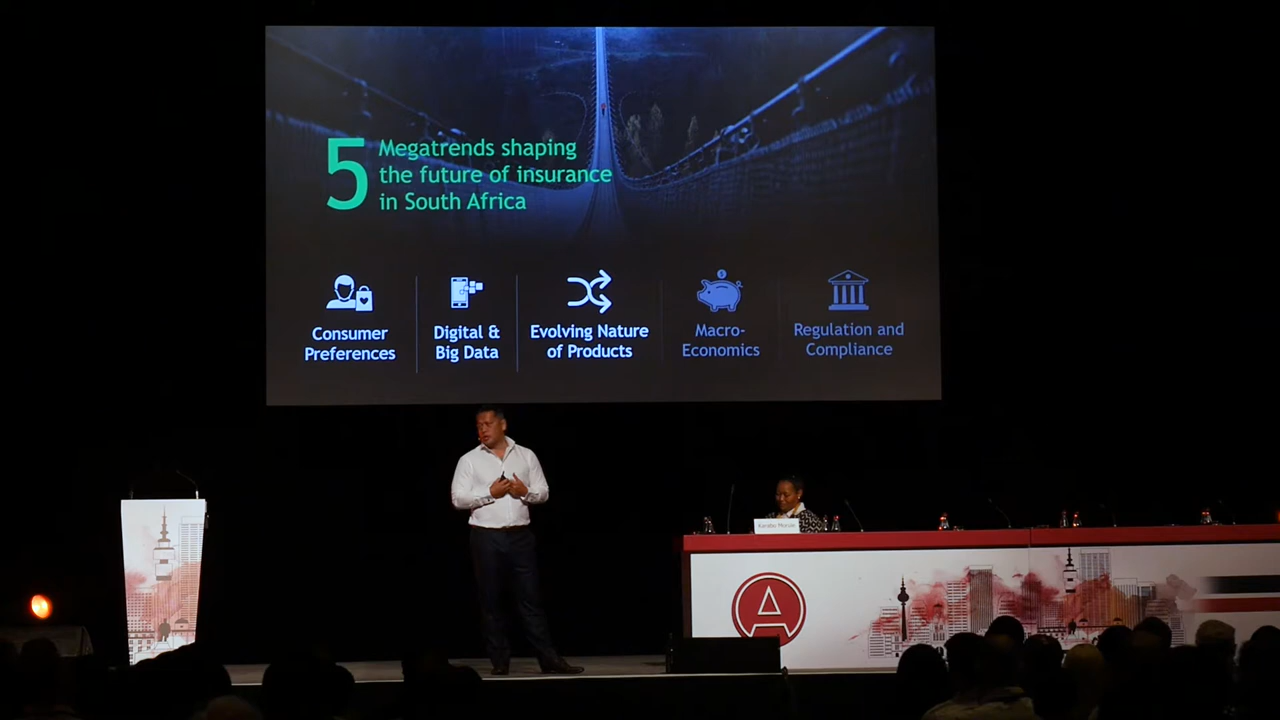 5
Megatrends shaping
the future of insurance
in South Africa
Consumer
Preferences
Digital &
Big Data
Evolving Nature
of Products
Macro-
Economics
Regulation and
Compliance
A